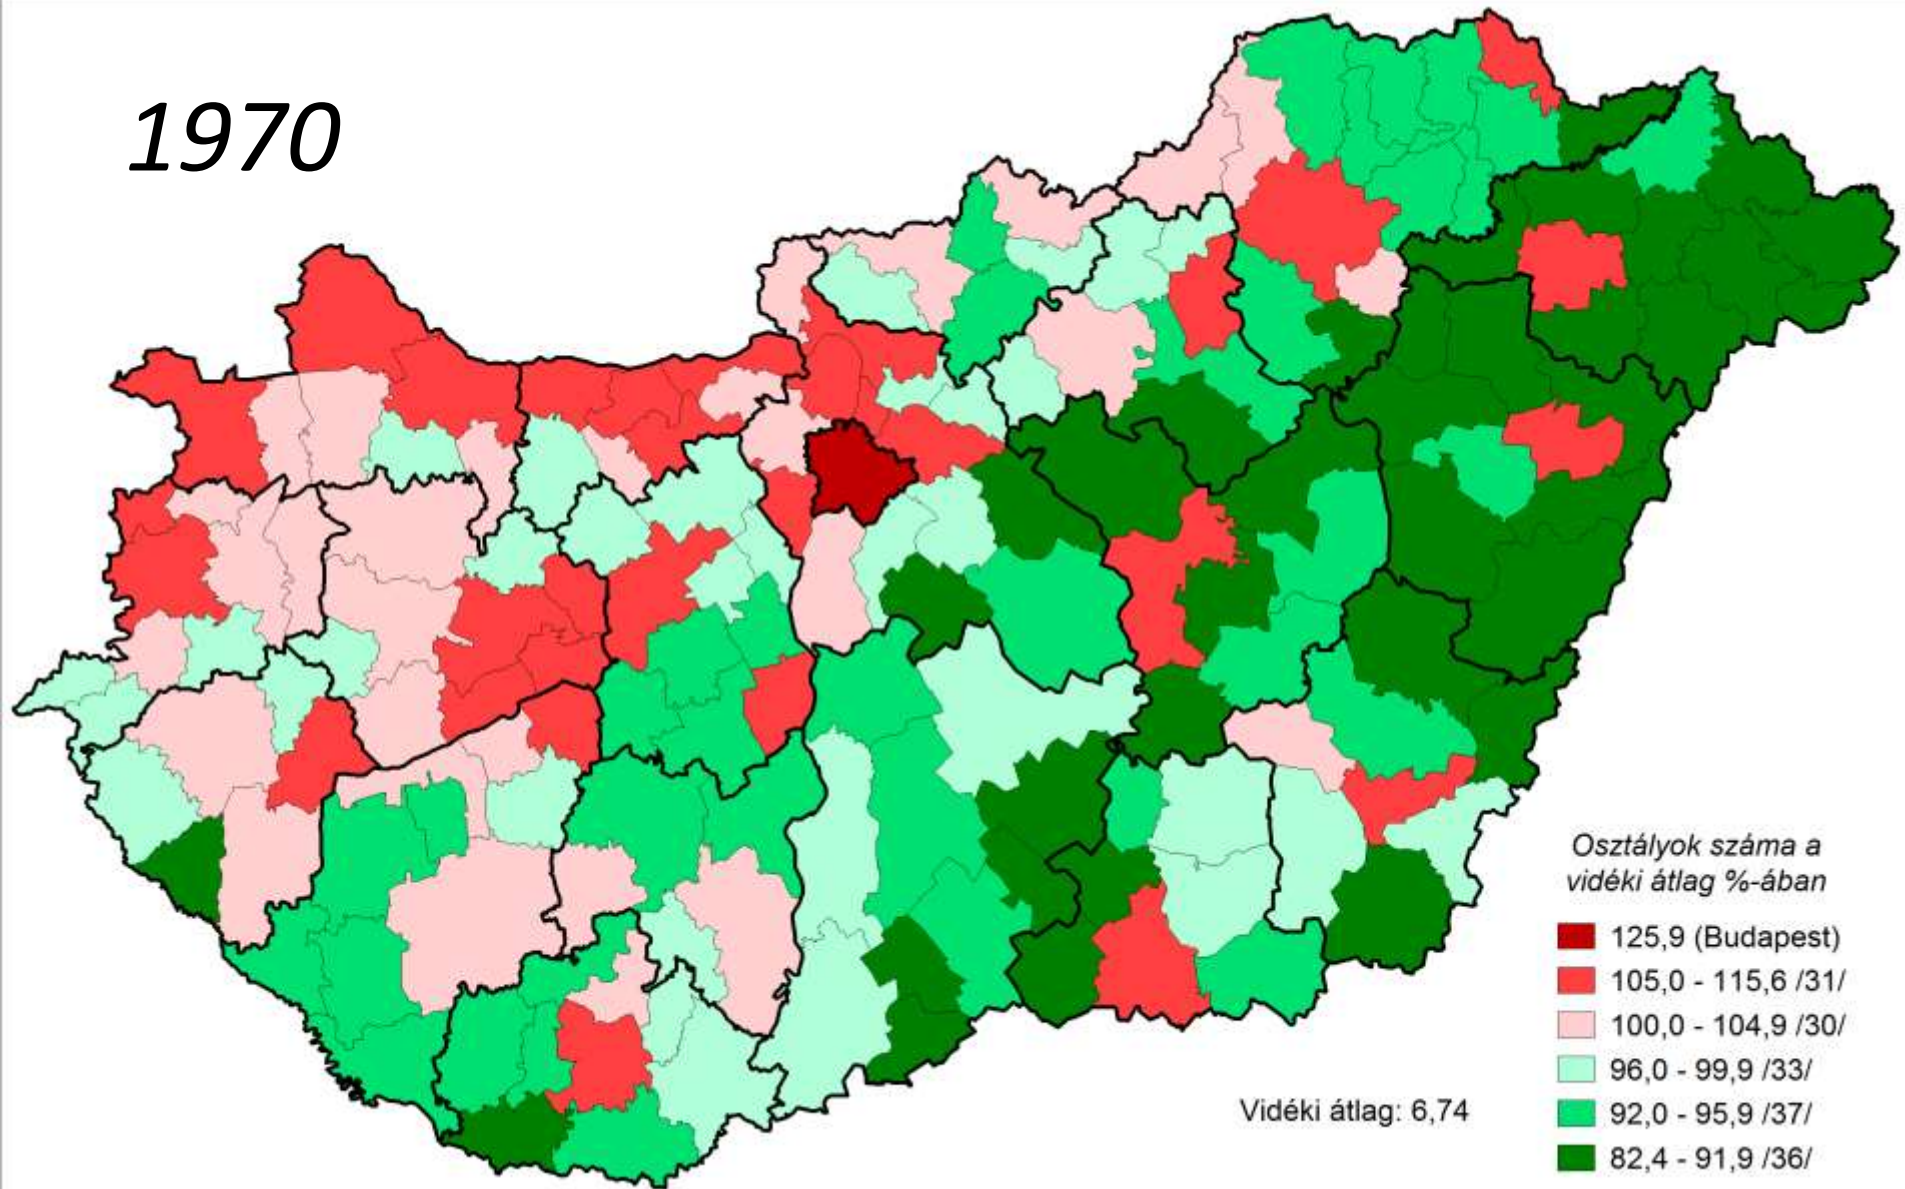 1970
Osztályok száma a
vidéki átlag %-ában
125,9 (Budapest)
105,0 - 115,6 /31/
100,0 - 104,9 /30/
96,0 - 99,9 /33/
92,0 - 95,9 /37/
82,4 - 91,9 /36/
Vidéki átlag: 6,74